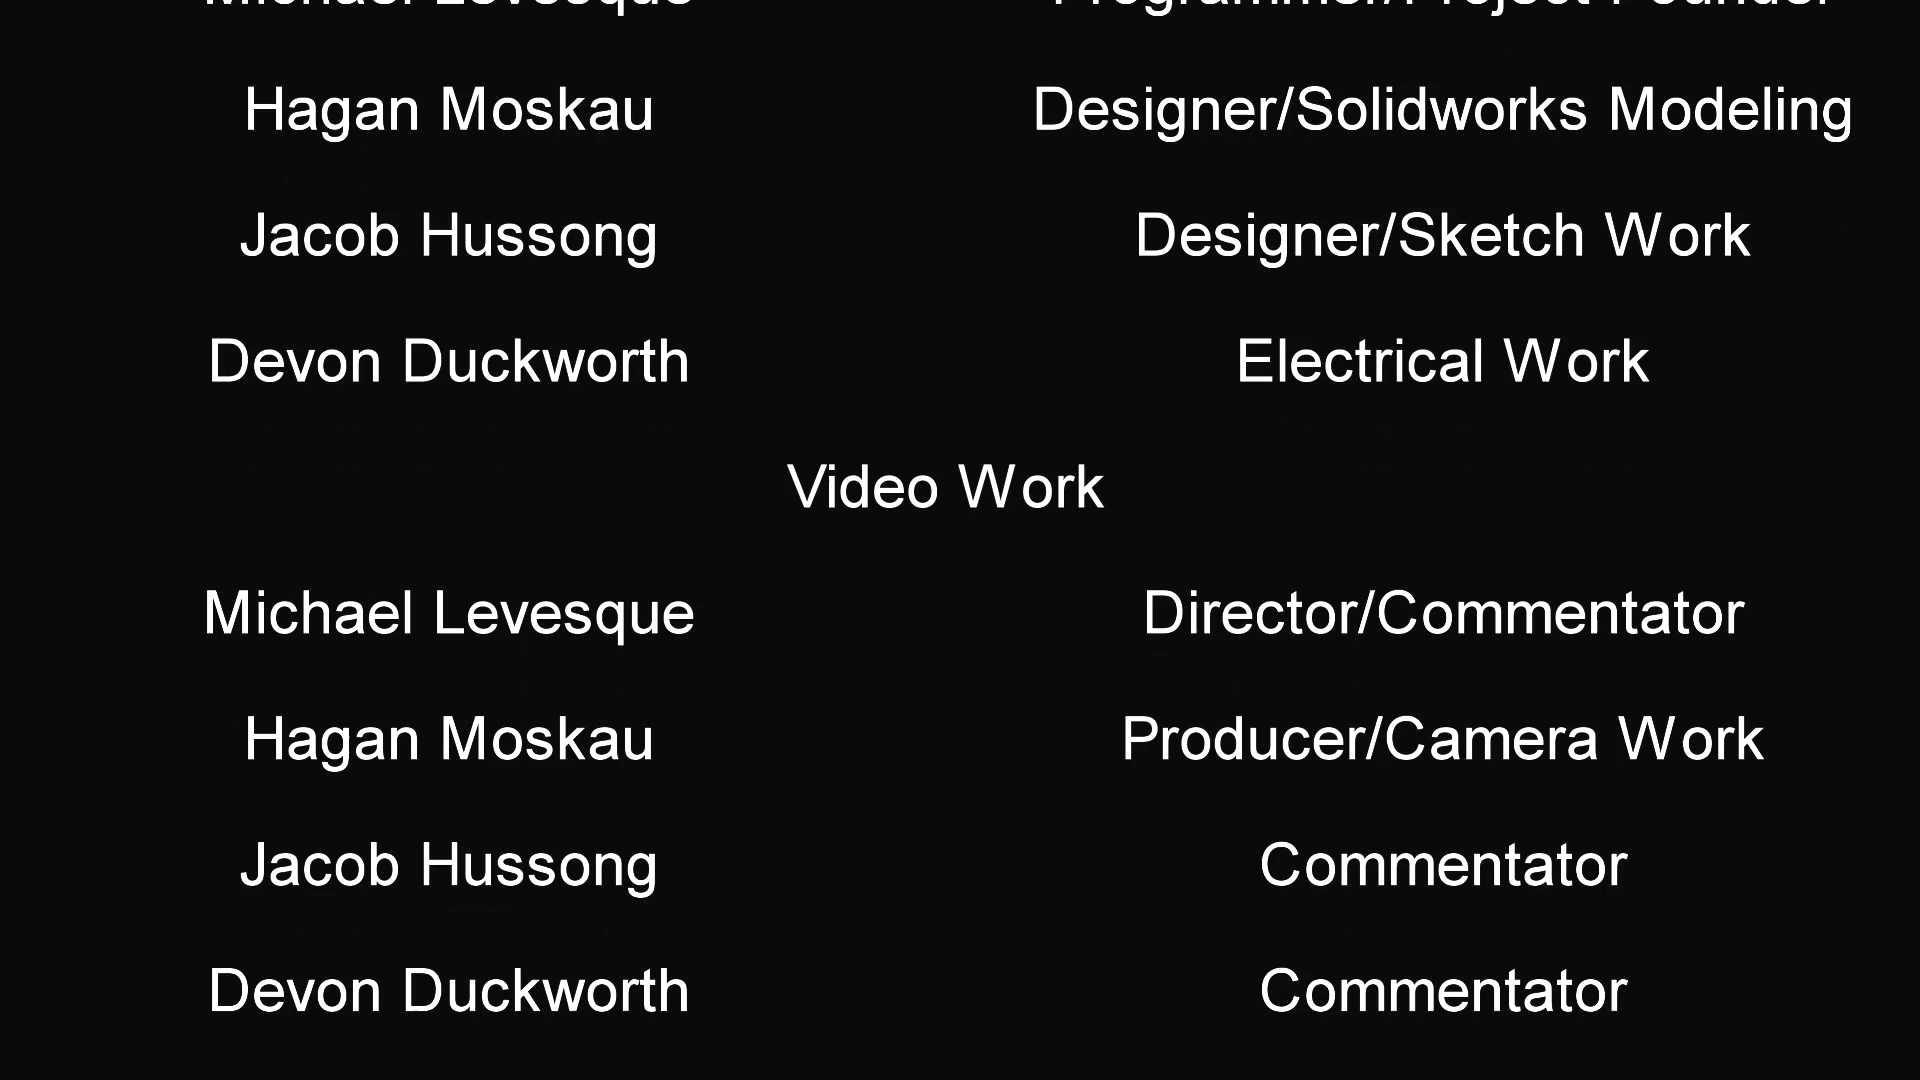 Michael Levesque Programmer/Project Founder
Hagan Moskau Designer/Solidworks Modeling
Jacob Hussong Designer/Sketch Work
Devon Duckworth Electrical Work
Video Work
Michael Levesque Director/Commentator
Hagan Moskau Producer/Camera Work
Jacob Hussong Commentator
Devon Duckworth Commentator